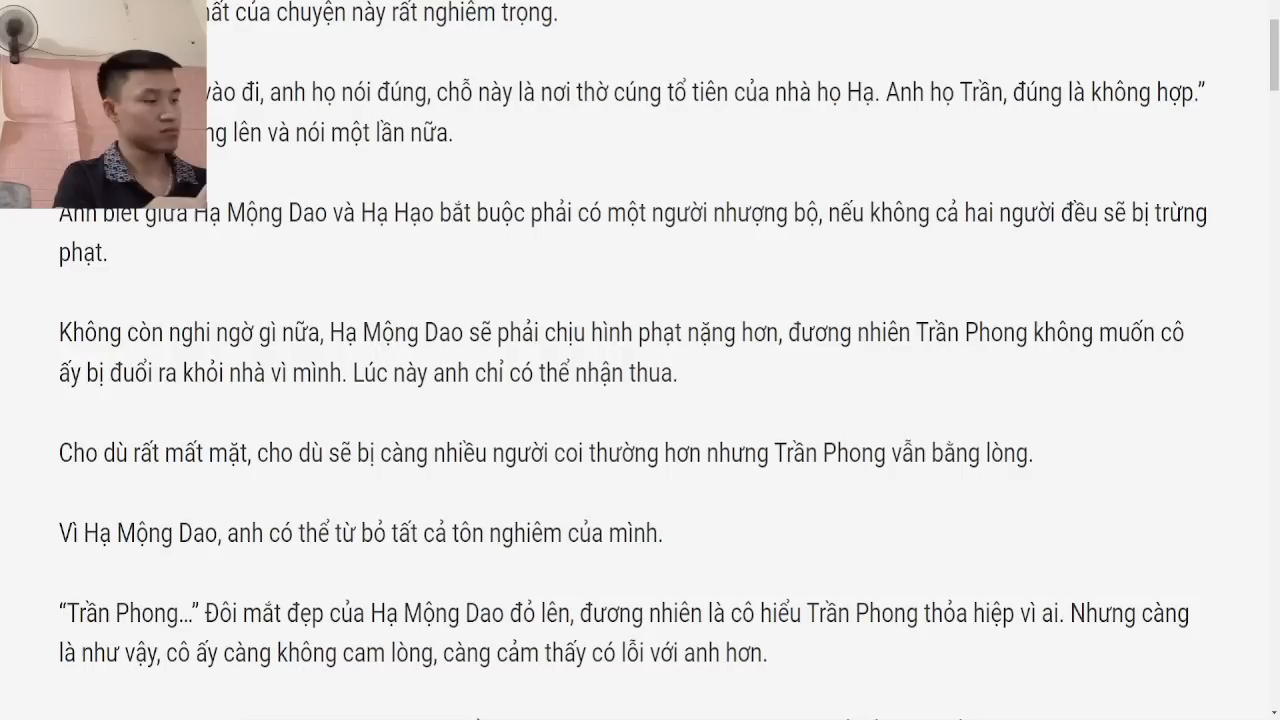 ất của chuyện này rất nghiêm trọng.
vào đi, anh họ nói đúng, chỗ này là nơi thờ cúng tổ tiên của nhà họ Hạ. Anh họ Trần, đúng là không hợp.”
ng lên và nói một lần nữa.
Anh biết giữa Hạ Mộng Dao và Hạ Hạo bắt buộc phải có một người nhượng bộ, nếu không cả hai người đều sẽ bị trừng
phạt.
Không còn nghi ngờ gì nữa, Hạ Mộng Dao sẽ phải chịu hình phạt nặng hơn, đương nhiên Trần Phong không muốn cô
ấy bị đuổi ra khỏi nhà vì mình. Lúc này anh chỉ có thể nhận thua.
Cho dù rất mất mặt, cho dù sẽ bị càng nhiều người coi thường hơn nhưng Trần Phong vẫn bằng lòng.
Vì Hạ Mộng Dao, anh có thể từ bỏ tất cả tôn nghiêm của mình.
“Trần Phong...” Đôi mắt đẹp của Hạ Mộng Dao đỏ lên, đương nhiên là cô hiểu Trần Phong thỏa hiệp vì ai. Nhưng càng
là như vậy, cô ấy càng không cam lòng, càng cảm thấy có lỗi với anh hơn.